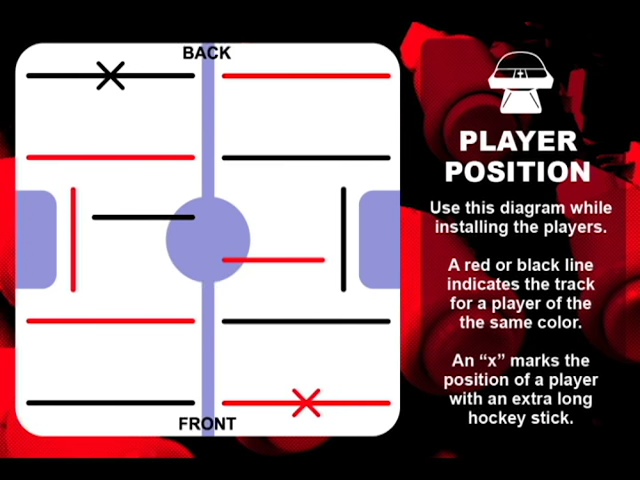 BACK
FRONT
PLAYER
POSITION
Use this diagram while
installing the players.
A red or black line
indicates the track
for a player of the
the same color.
An “x” marks the
position of a player
with an extra long
hockey stick.